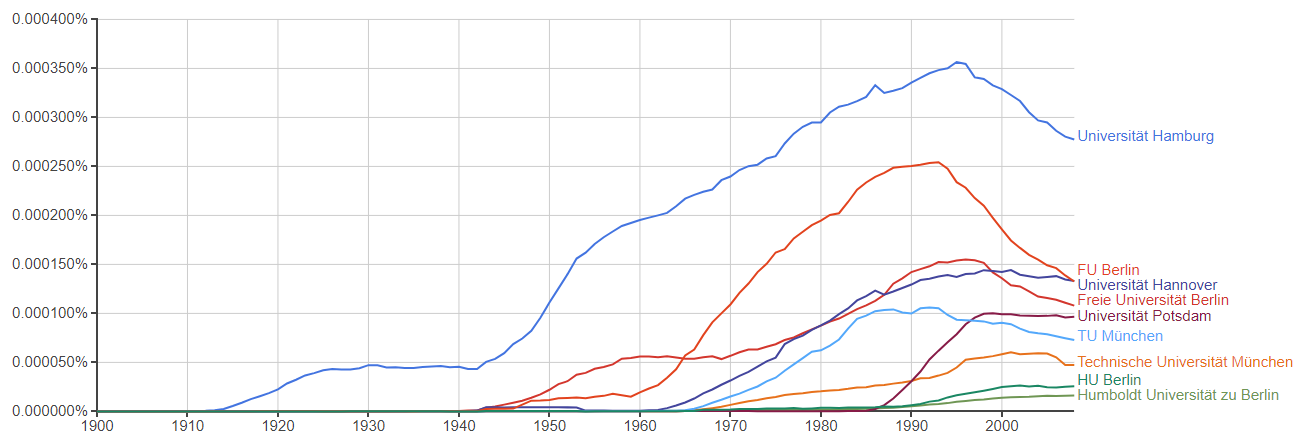 0.000400%
0.000350%
0.000300%
0.000250%
0.000200%
0.000150%
0.000100%
0.000050%
0.000000%
1900 1910 1920 1930 1940 1950 1960 1970 1980 1990 2000
Universität Hamburg
FU Berlin
Universität Hannover
Freie Universität Berlin
Universität Potsdam
TU München
Technische Universität München
HU Berlin
Humboldt Universität zu Berlin